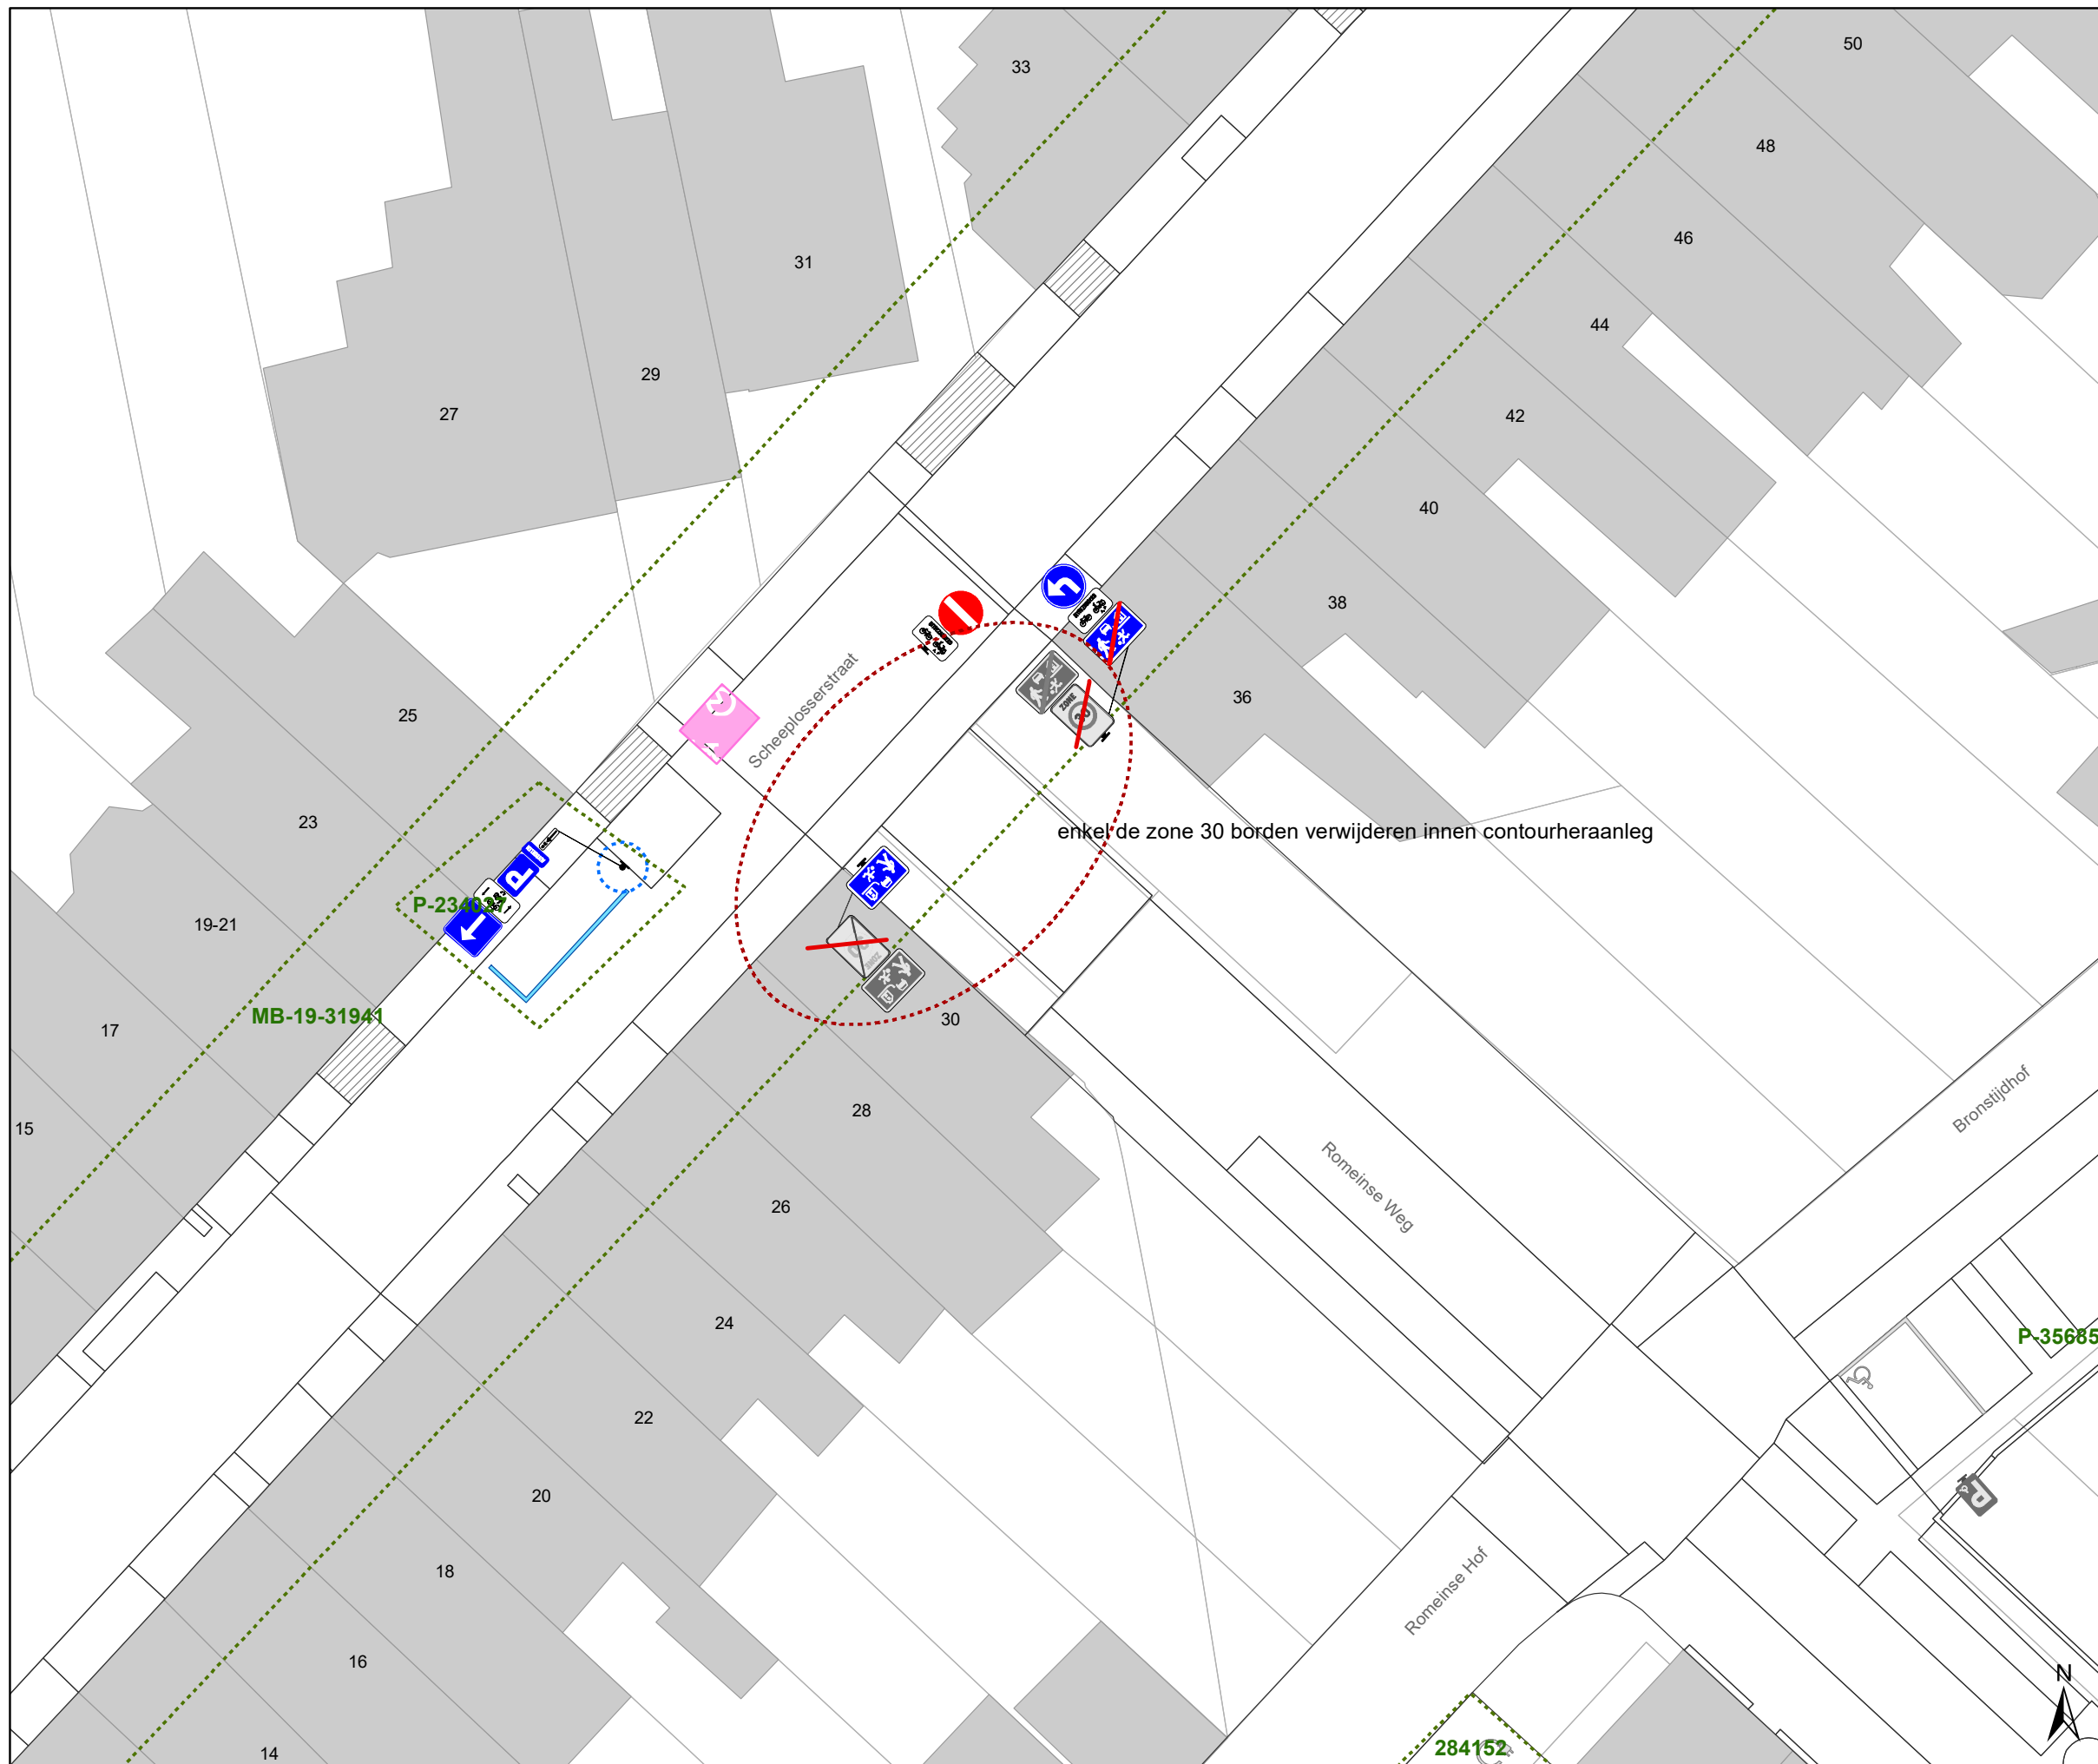 50
33
48
46
31
44
29
27
42
40
38
36
Scheeplosserstraat
ZONE
25
enkel de zone 30 borden verwijderen innen contourheraanleg
23
P
19-21
MB-19-31941
17
30
28
15
Bronstijdhof
Romeinse Weg
26
24
P-35685
22
P
20
Romeinse Hof
18
16
N
284152
14